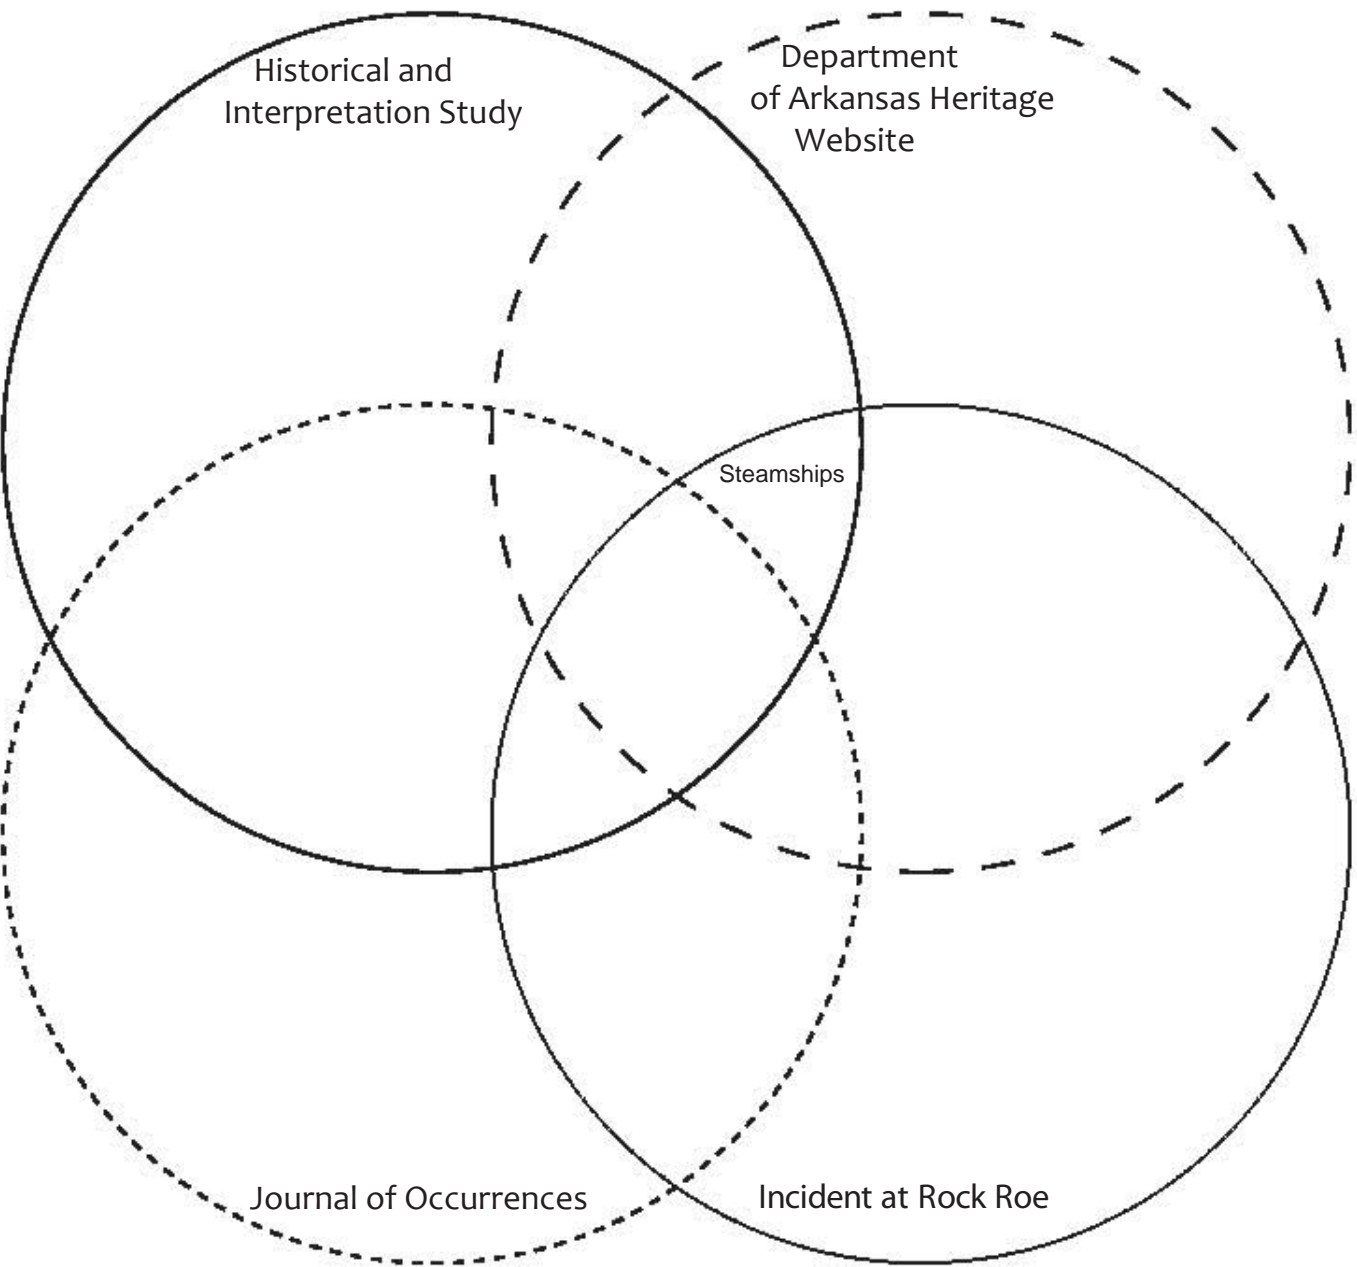 Historical and
Interpretation Study
Department
of Arkansas Heritage
Website
Steamships
Journal of Occurrences
Incident at Rock Roe